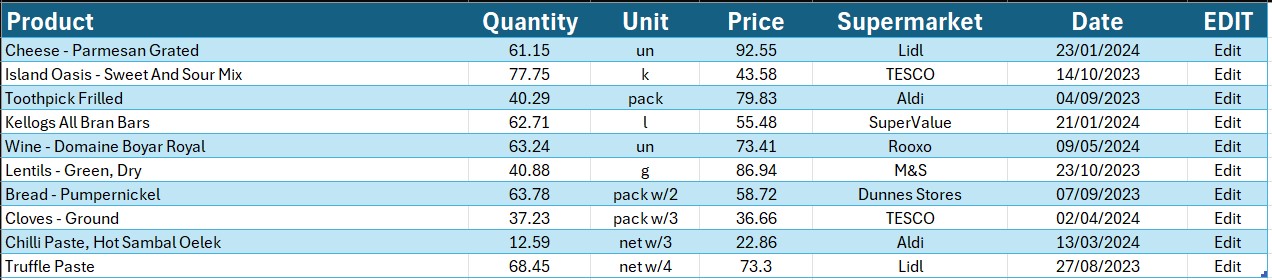 Product Quantity Unit Price Supermarket Date EDIT
Cheese - Parmesan Grated 61.15 un 92.55 Lidl 23/01/2024 Edit
Island Oasis - Sweet And Sour Mix 77.75 k 43.58 TESCO 14/10/2023 Edit
Toothpick Frilled 40.29 pack 79.83 Aldi 04/09/2023 Edit
Kellogs All Bran Bars 62.71 l 55.48 SuperValue 21/01/2024 Edit
Wine - Domaine Boyar Royal 63.24 un 73.41 Rooxo 09/05/2024 Edit
Lentils - Green, Dry 40.88 g 86.94 M&S 23/10/2023 Edit
Bread - Pumpernickel 63.78 pack w/2 58.72 Dunnes Stores 07/09/2023 Edit
Cloves - Ground 37.23 pack w/3 36.66 TESCO 02/04/2024 Edit
Chilli Paste, Hot Sambal Oelek 12.59 net w/3 22.86 Aldi 13/03/2024 Edit
Truffle Paste 68.45 net w/4 73.3 Lidl 27/08/2023 Edit